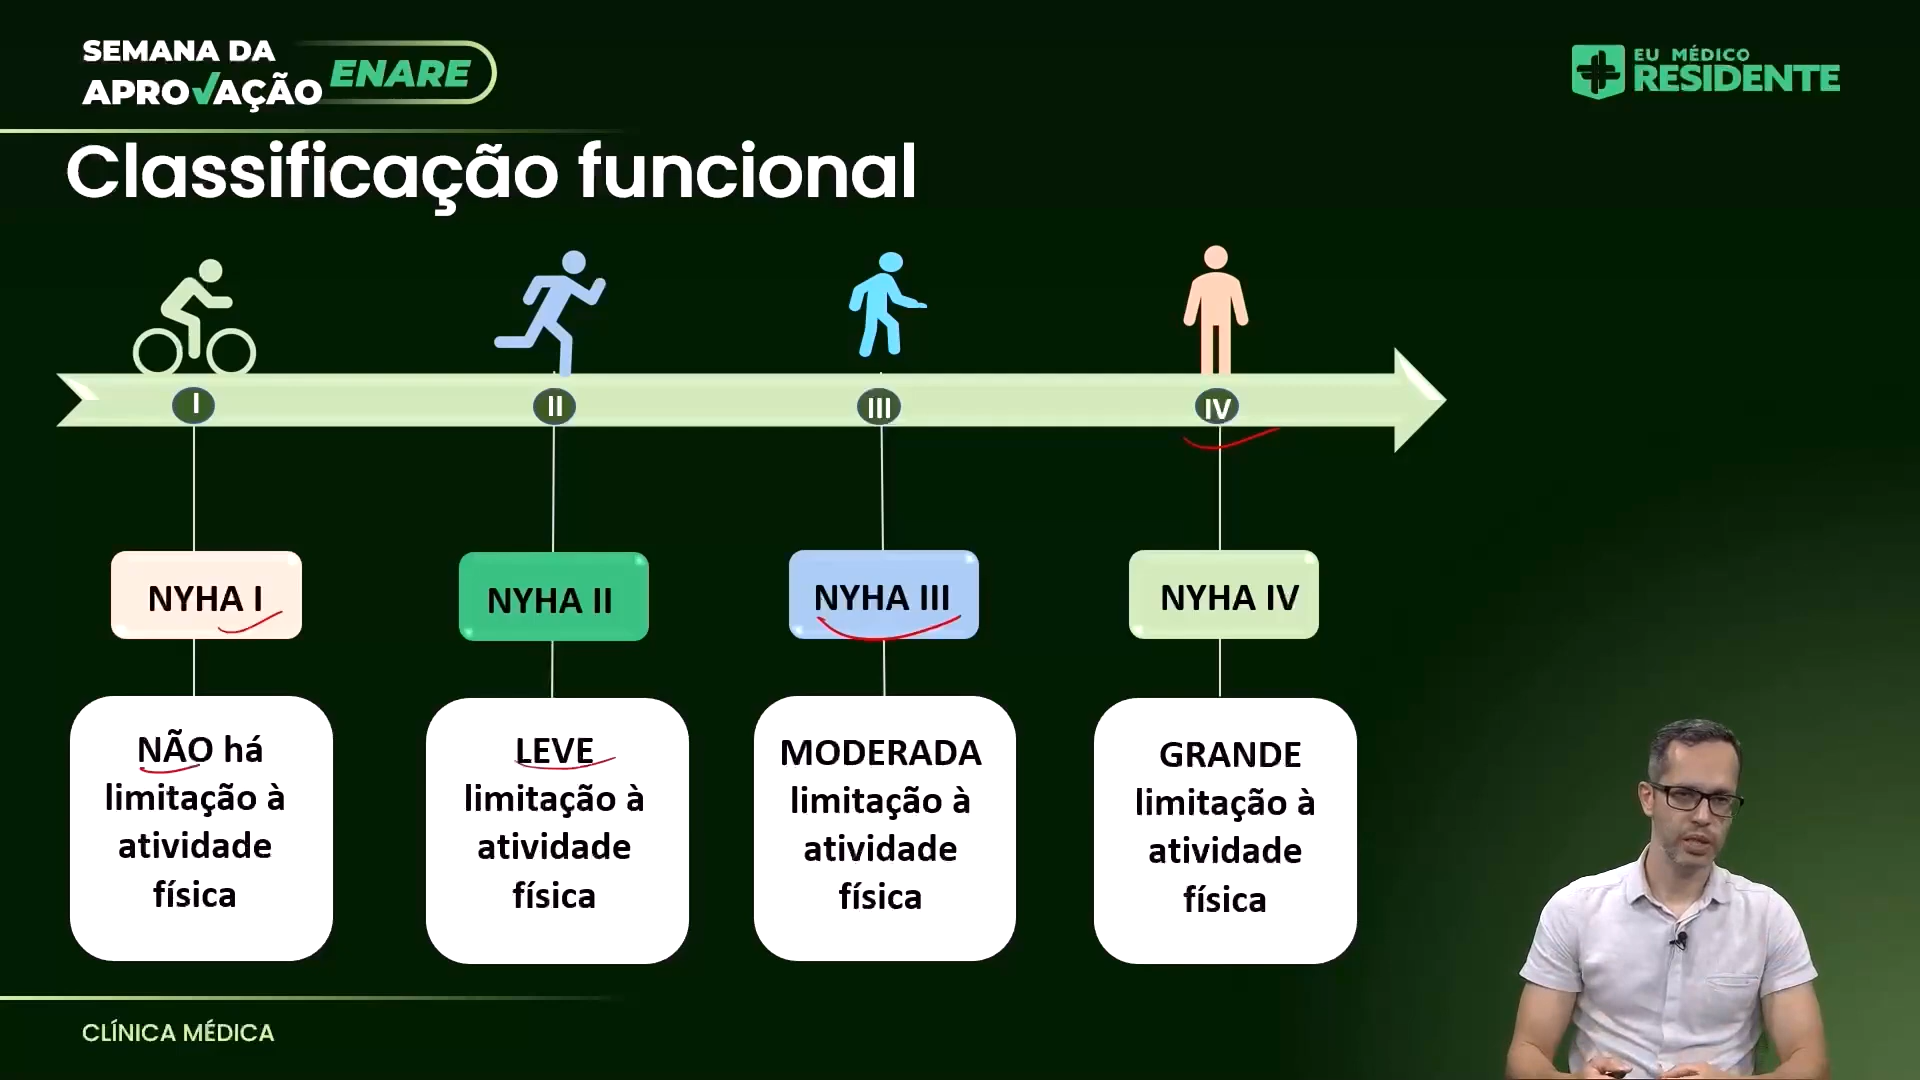 SEMANA DA
APROVAÇÃO ENARE
EU MÉDICO
RESIDENTE
Classificação funcional
I
II
III
IV
NYHA I
NYHA II
NYHA III
NYHA IV
NÃO há
limitação à
atividade
física
LEVE
limitação à
atividade
física
MODERADA
limitação à
atividade
física
GRANDE
limitação à
atividade
física
CLÍNICA MÉDICA